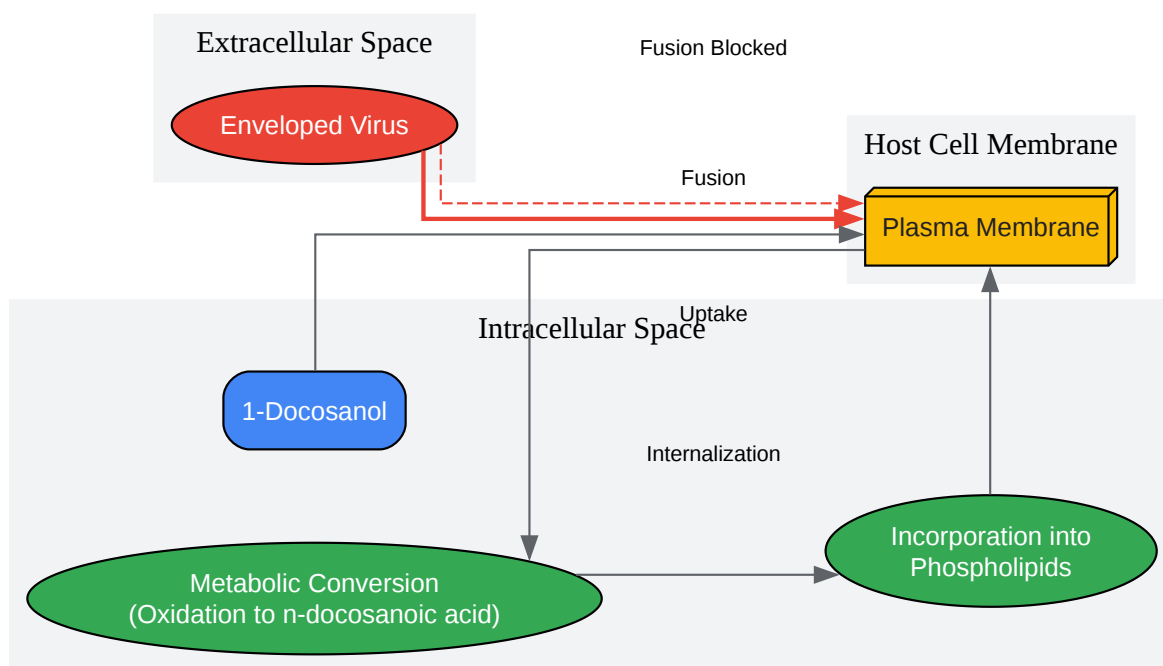 Extracellular Space
Fusion Blocked
Enveloped Virus
Host Cell Membrane
Fusion
Plasma Membrane
Uptake
Intracellular Space
1-Docosanol
Internalization
Incorporation into
Phospholipids
Metabolic Conversion
(Oxidation to n-docosanoic acid)